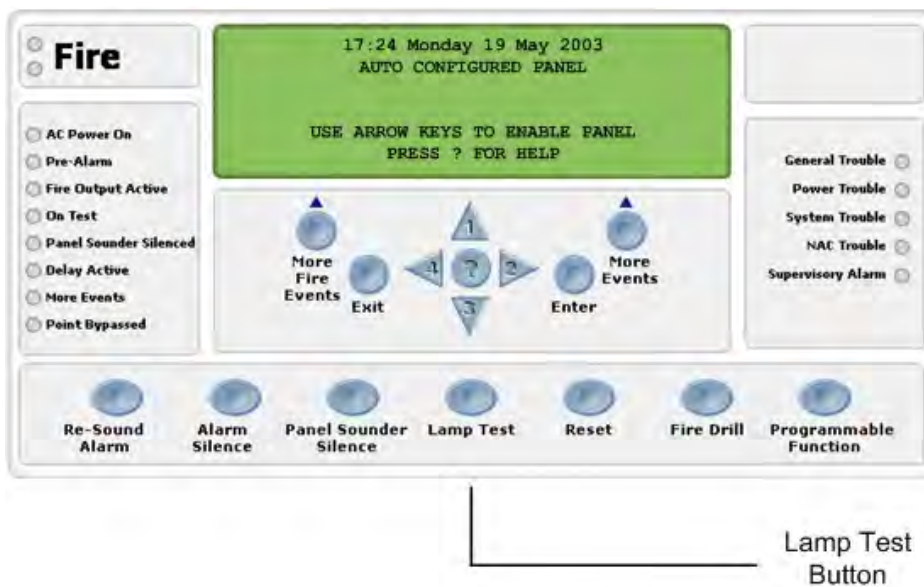 Fire
17:24 Monday 19 May 2003
AUTO CONFIGURED PANEL
USE ARROW KEYS TO ENABLE PANEL
PRESS ? FOR HELP
AC Power On
Pre-Alarm
Fire Output Active
On Test
Panel Sounder Silenced
Delay Active
More Events
Point Bypassed
More
Fire
Events
Exit
1
4 ? 2
3
Enter
More
Events
General Trouble
Power Trouble
System Trouble
NAC Trouble
Supervisory Alarm
Re-Sound
Alarm
Alarm
Silence
Panel Sounder
Silence
Lamp Test
Reset
Fire Drill
Programmable
Function
Lamp Test
Button